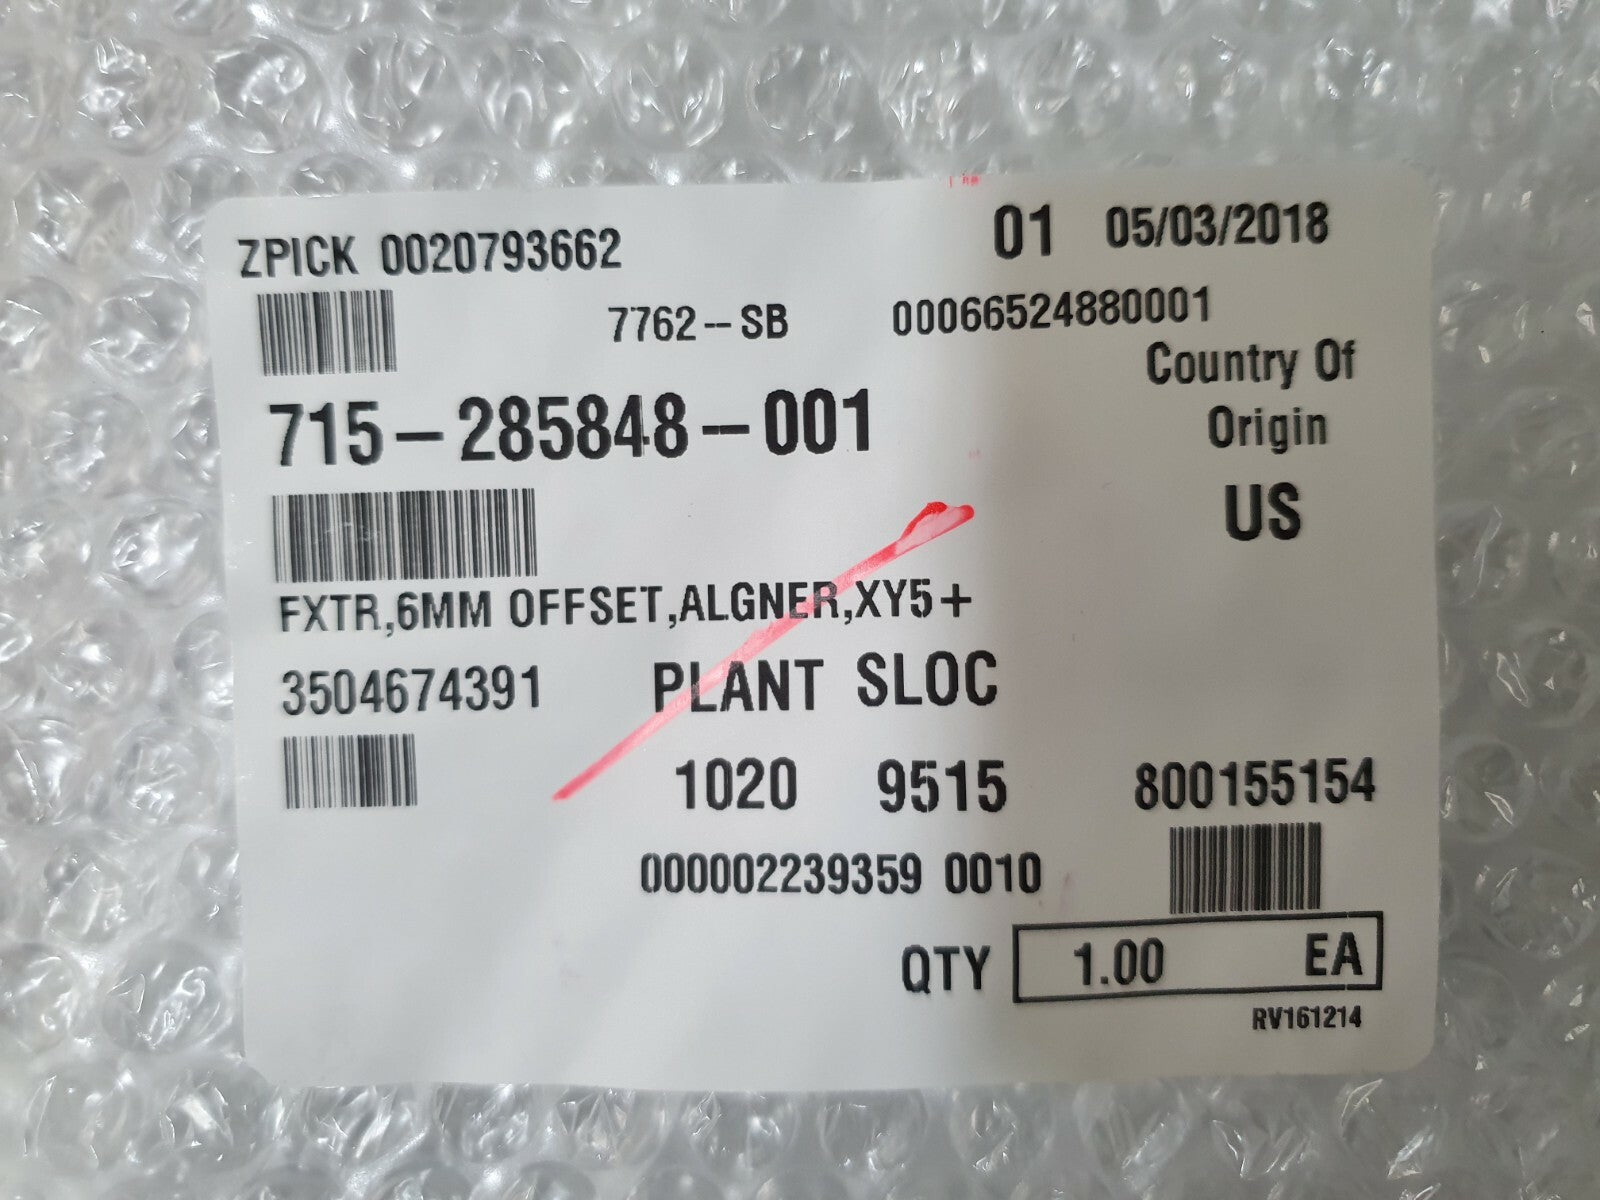 ZPICK 0020793662
01 05/03/2018
7762-SB 00066524880001
Country Of
Origin
US
715-285848-001
FXTR,6MM OFFSET,ALGNER,XY5+
3504674391
PLANT SLOC
1020 9515
800155154
000002239359 0010
QTY 1.00 EA
RV161214